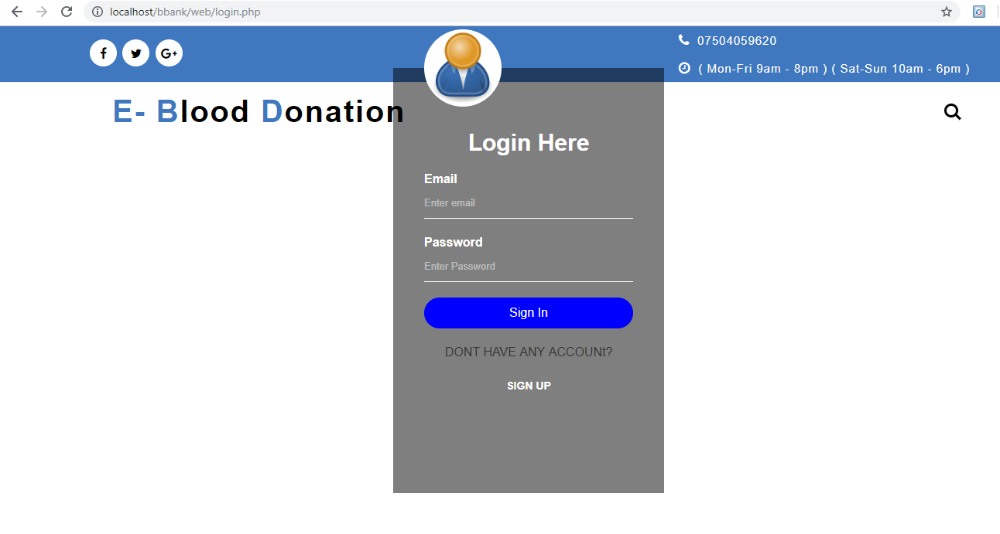 localhost/bbank/web/login.php
f G+
07504059620
( Mon-Fri 9am - 8pm ) ( Sat-Sun 10am - 6pm )
E- Blood Donation
Login Here
Email
Enter email
Password
Enter Password
Sign In
DONT HAVE ANY ACCOUNt?
SIGN UP